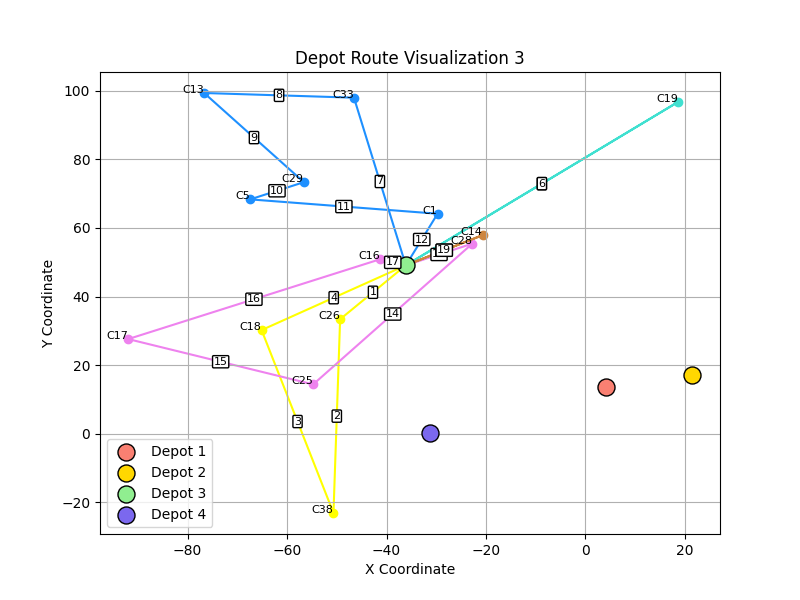 Depot Route Visualization 3
Y Coordinate
100
80
60
40
20
0
−20
C13
8
C33
C19
9
7
6
C29
10
C5
11
C1
12
C14
C28
19
C16
17
16
4
1
C18
C26
14
C17
15
C25
3
2
C38
Depot 1
Depot 2
Depot 3
Depot 4
−80
−60
−40
−20
0
20
X Coordinate